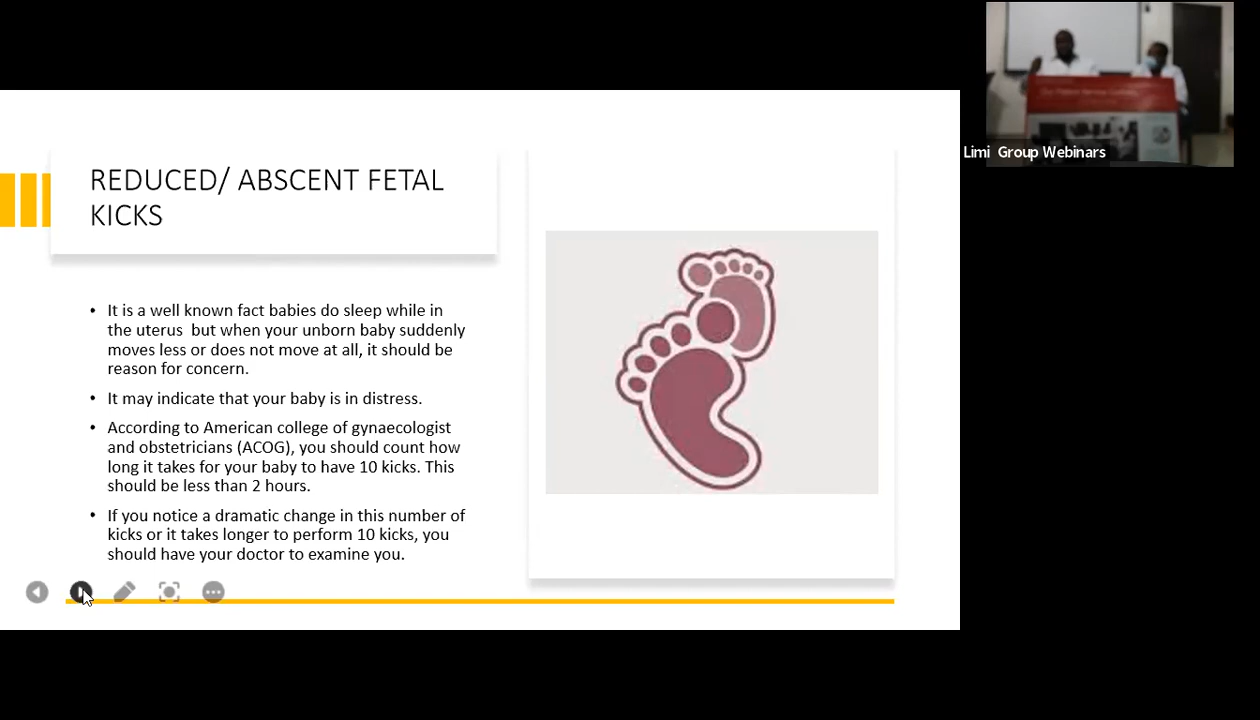 REDUCED/ ABSCENT FETAL
KICKS
• It is a well known fact babies do sleep while in
the uterus but when your unborn baby suddenly
moves less or does not move at all, it should be
reason for concern.
• It may indicate that your baby is in distress.
• According to American college of gynaecologist
and obstetricians (ACOG), you should count how
long it takes for your baby to have 10 kicks. This
should be less than 2 hours.
• If you notice a dramatic change in this number of
kicks or it takes longer to perform 10 kicks, you
should have your doctor to examine you.
Limi Group Webinars